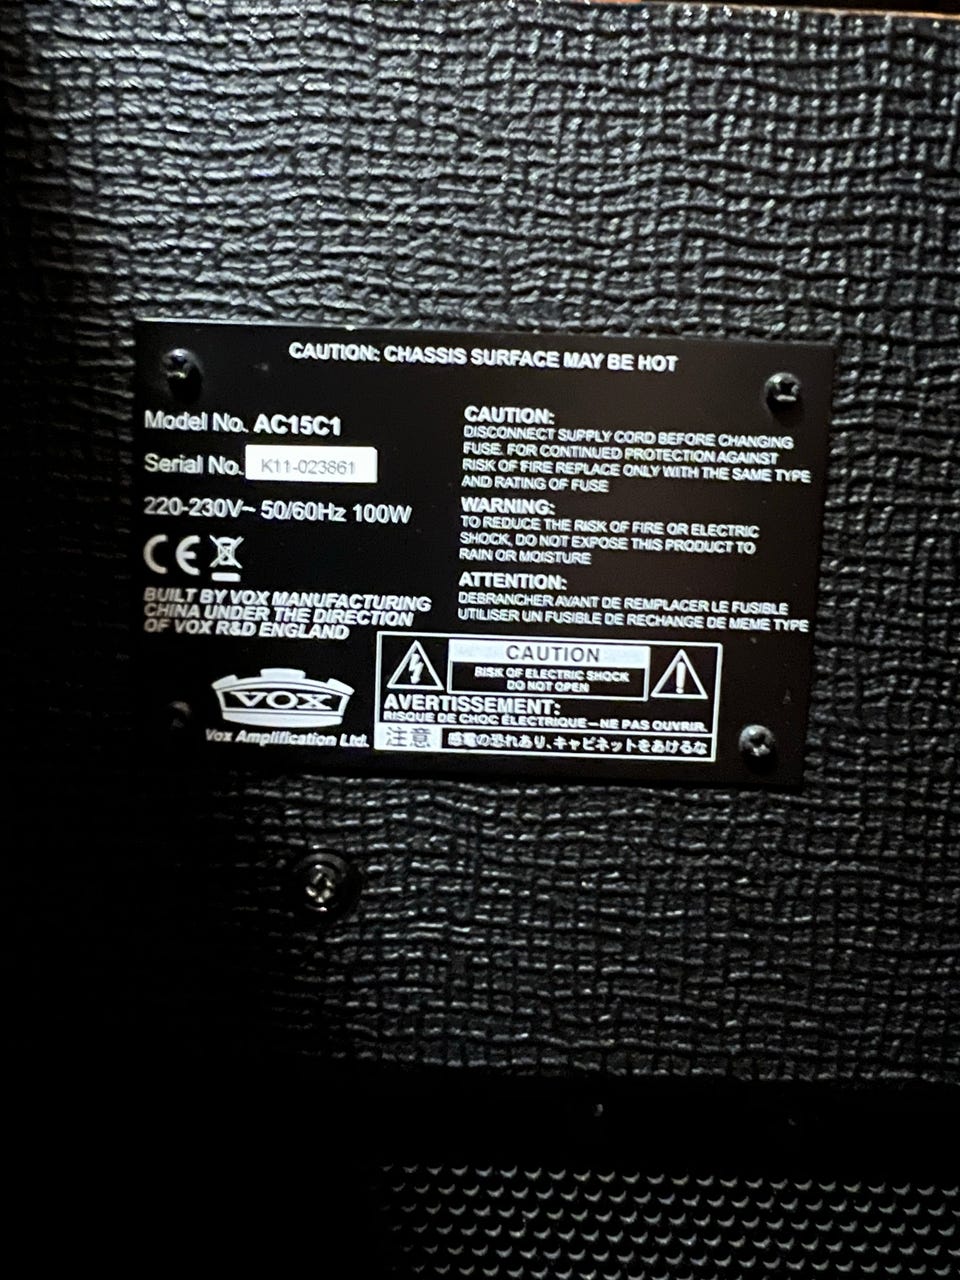 CAUTION: CHASSIS SURFACE MAY BE HOT
Model No. AC15C1
Serial No. K11-023861
220-230V~ 50/60Hz 100W
CE
BUILT BY VOX MANUFACTURING
CHINA UNDER THE DIRECTION
OF VOX R&D ENGLAND
VOX
Vox Amplification Ltd.
CAUTION:
DISCONNECT SUPPLY CORD BEFORE CHANGING
FUSE. FOR CONTINUED PROTECTION AGAINST
RISK OF FIRE REPLACE ONLY WITH THE SAME TYPE
AND RATING OF FUSE
WARNING:
TO REDUCE THE RISK OF FIRE OR ELECTRIC
SHOCK, DO NOT EXPOSE THIS PRODUCT TO
RAIN OR MOISTURE
ATTENTION:
DEBRANCHER AVANT DE REMPLACER LE FUSIBLE
UTILISER UN FUSIBLE DE RECHANGE DE MEME TYPE
CAUTION
RISK OF ELECTRIC SHOCK
DO NOT OPEN
AVERTISSEMENT:
RISQUE DE CHOC ÉLECTRIQUE—NE PAS OUVRIR.
注意 感電の恐れあり、キャビネットをあけるな